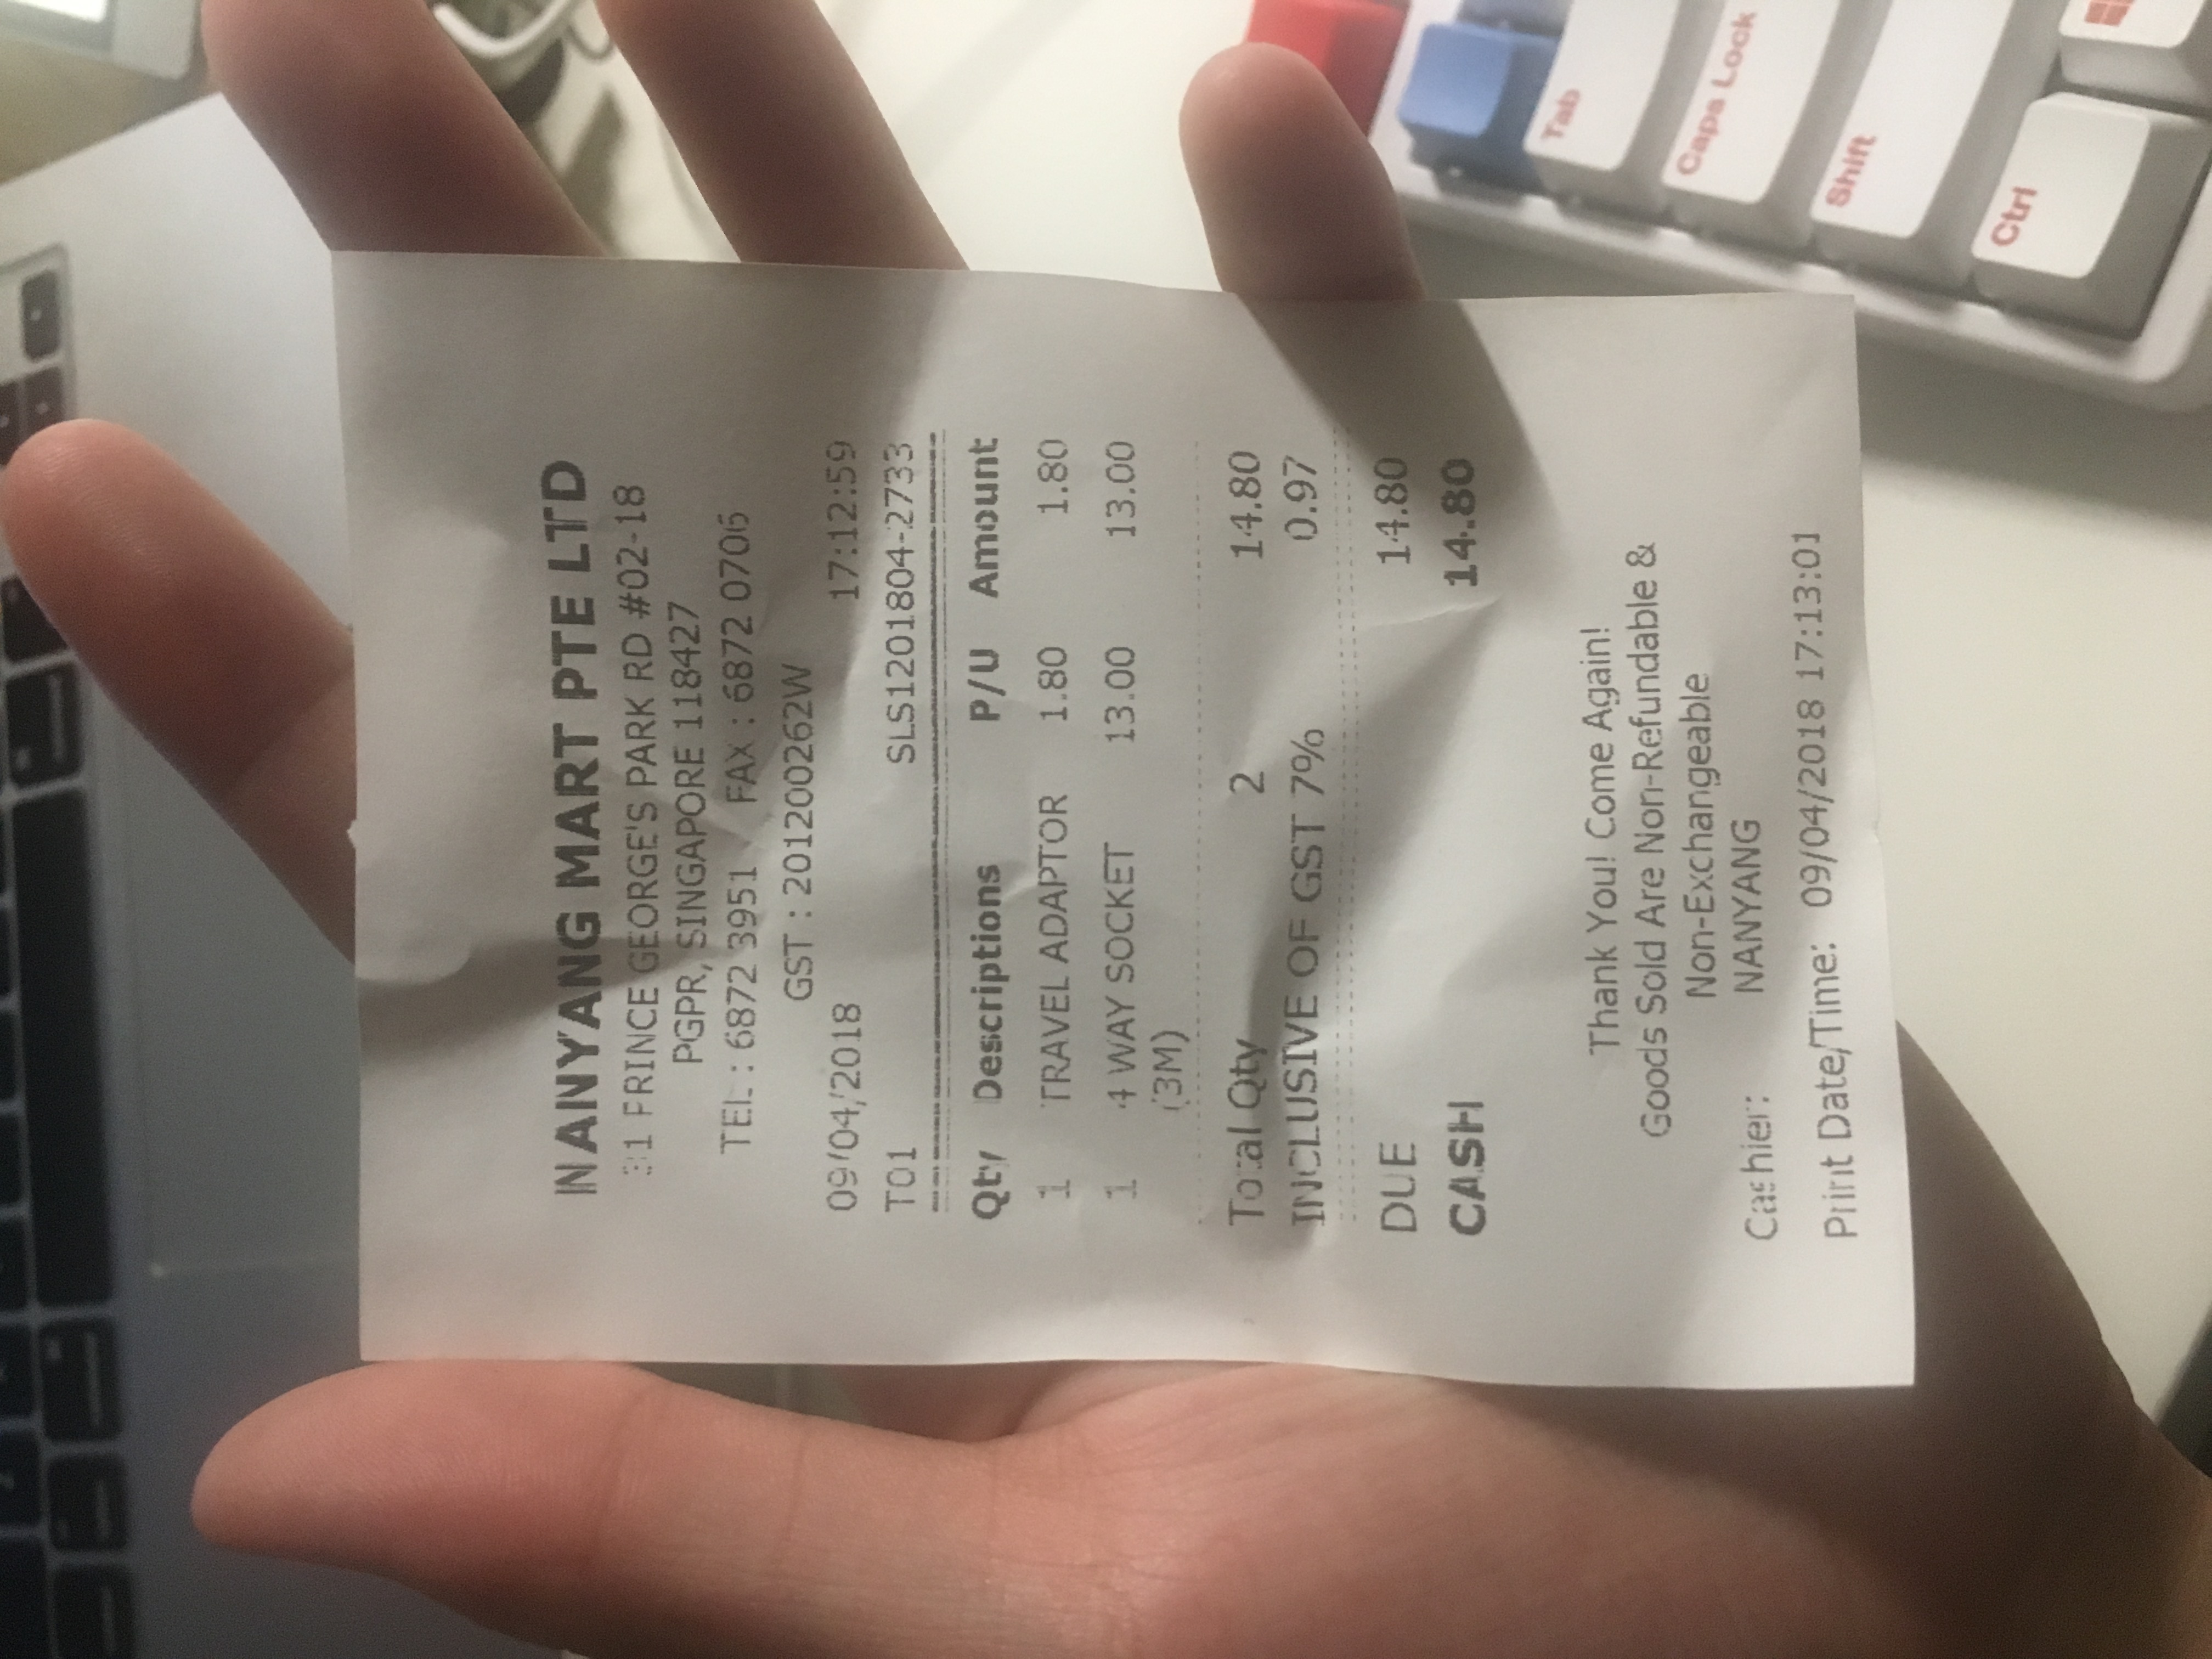 NANYANG MART PTE LTD
31 PRINCE GEORGE'S PARK RD #02-18
PGPR, SINGAPORE 118427
TEL : 6872 3951 FAX : 6872 0706
GST : 201200262W
09/04/2018 17:12:59
T01 SLS1201804-2733
Qty Descriptions P/U Amount
1 TRAVEL ADAPTOR 1.80 1.80
1 4 WAY SOCKET 13.00 13.00
(3M)
Total Qty 2 14.80
INCLUSIVE OF GST 7% 0.97
DUE 14.80
CASH 14.80
Thank You! Come Again!
Goods Sold Are Non-Refundable &
Non-Exchangeable
Cashier: NANYANG
Print Date/Time: 09/04/2018 17:13:01
Tab
Caps Lock
Shift
Ctrl